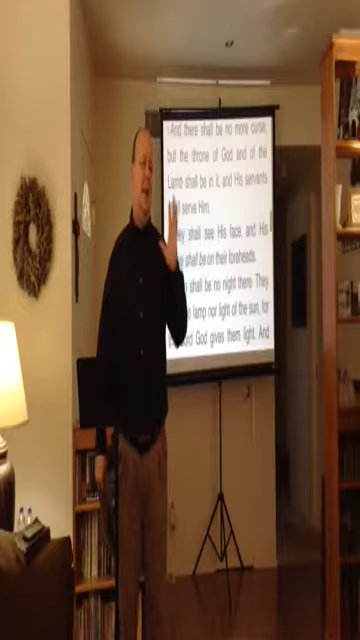 And there shall be no more curse,
but the throne of God and of the
Lamb shall be in it, and His servants
serve Him.
shall see His face, and His
shall be on their foreheads.
shall be no night there: They
lamp nor light of the sun, for
God gives them light. And